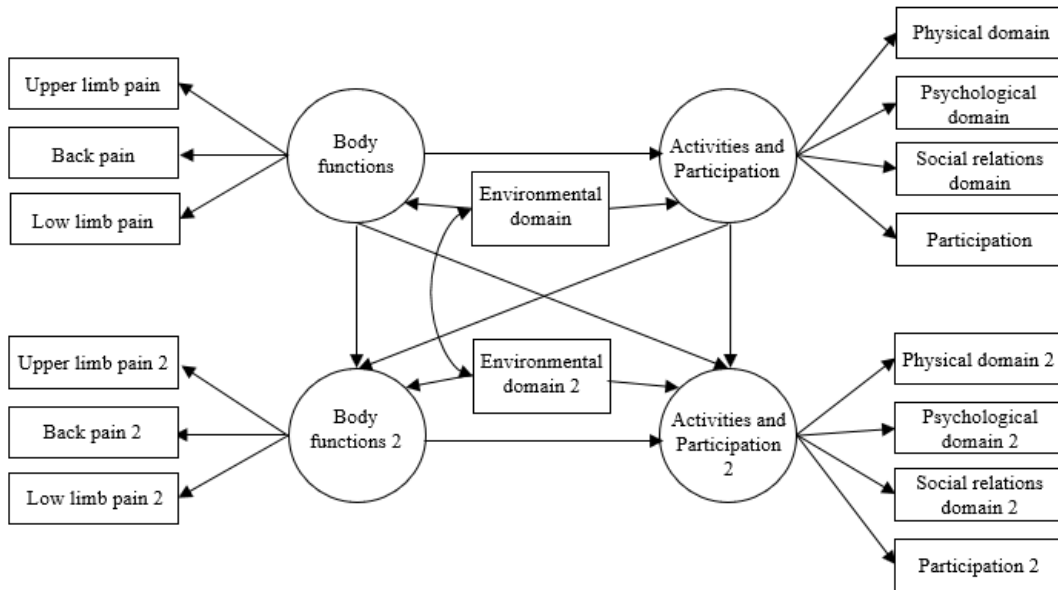 Physical domain
Upper limb pain
Psychological
domain
Body
functions
Activities and
Participation
Back pain
Social relations
domain
Environmental
domain
Low limb pain
Participation
Upper limb pain 2
Environmental
domain 2
Physical domain 2
Back pain 2
Body
functions 2
Activities and
Participation
2
Psychological
domain 2
Low limb pain 2
Social relations
domain 2
Participation 2